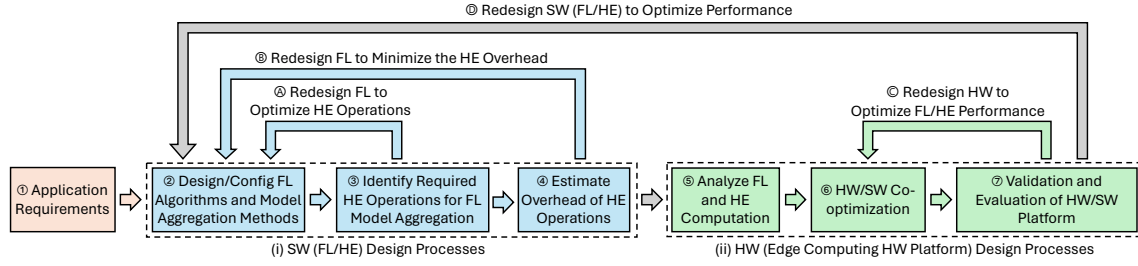 Ⓓ Redesign SW (FL/HE) to Optimize Performance
Ⓑ Redesign FL to Minimize the HE Overhead
Ⓐ Redesign FL to
Optimize HE Operations
Ⓒ Redesign HW to
Optimize FL/HE Performance
① Application
Requirements
② Design/Config FL
Algorithms and Model
Aggregation Methods
③ Identify Required
HE Operations for FL
Model Aggregation
④ Estimate
Overhead of HE
Operations
⑤ Analyze FL
and HE
Computation
⑥ HW/SW Co-
optimization
⑦ Validation and
Evaluation of HW/SW
Platform
(i) SW (FL/HE) Design Processes
(ii) HW (Edge Computing HW Platform) Design Processes